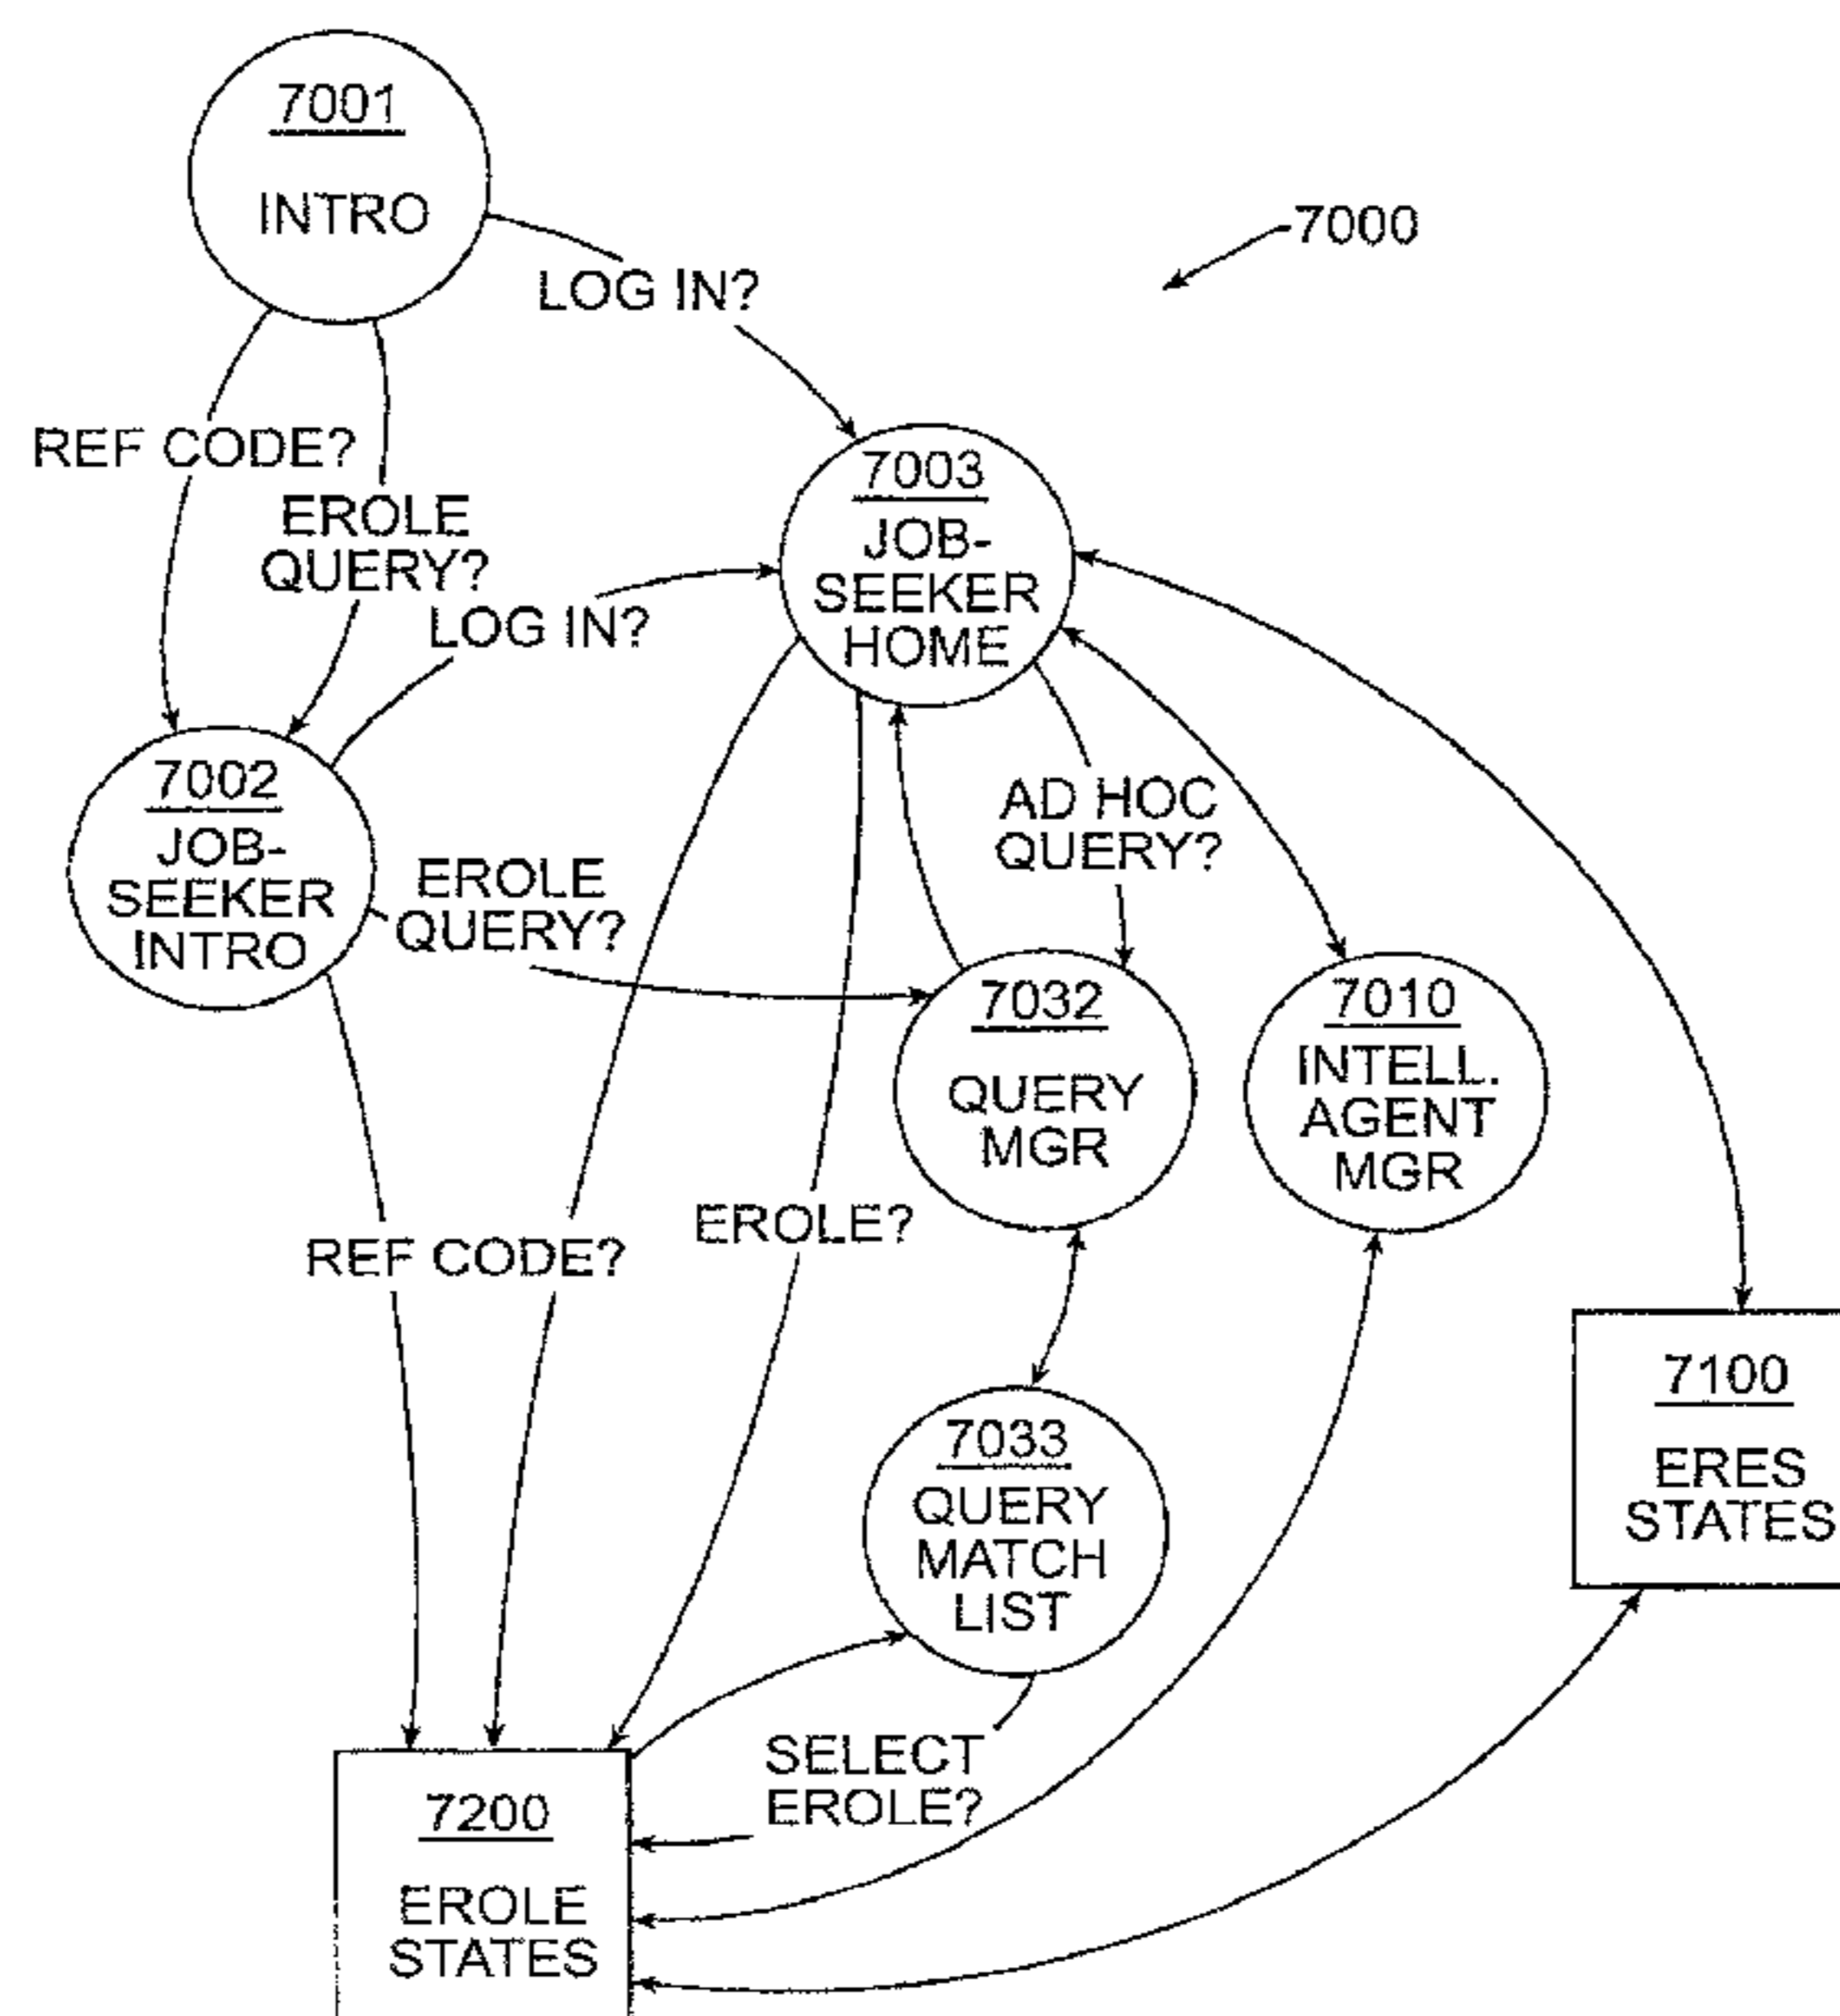 7001
INTRO
7000
LOG IN?
REF CODE?
EROLE
QUERY?
7003
JOB-
SEEKER
HOME
LOG IN?
7002
JOB-
SEEKER
INTRO
AD HOC
QUERY?
EROLE
QUERY?
7032
QUERY
MGR
7010
INTELL.
AGENT
MGR
REF CODE?
EROLE?
7100
ERES
STATES
7033
QUERY
MATCH
LIST
SELECT
EROLE?
7200
EROLE
STATES